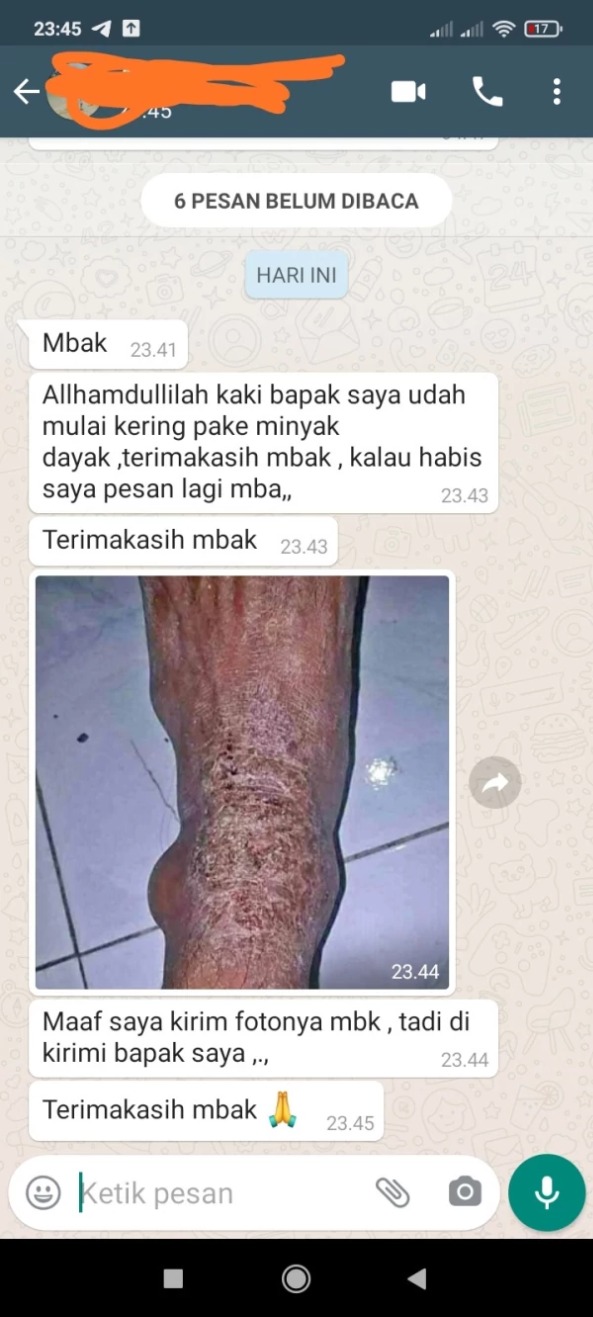 23:45
17
.45
6 PESAN BELUM DIBACA
HARI INI
Mbak 23.41
Allhamdullilah kaki bapak saya udah
mulai kering pake minyak
dayak ,terimakasih mbak , kalau habis
saya pesan lagi mba,, 23.43
Terimakasih mbak 23.43
23.44
Maaf saya kirim fotonya mbk , tadi di
kirimi bapak saya ,., 23.44
Terimakasih mbak 🙏 23.45
Ketik pesan